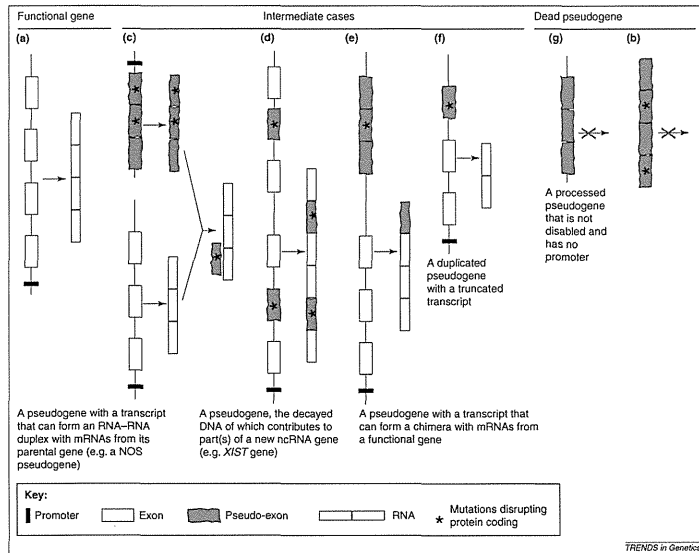 Functional gene
Intermediate cases
Dead pseudogene
(a)
(c)
(d)
(e)
(f)
(g)
(b)
A processed
pseudogene
that is not
disabled and
has no
promoter
A duplicated
pseudogene
with a truncated
transcript
A pseudogene with a transcript
that can form an RNA–RNA
duplex with mRNAs from its
parental gene (e.g. a NOS
pseudogene)
A pseudogene, the decayed
DNA of which contributes to
part(s) of a new ncRNA gene
(e.g. XIST gene)
A pseudogene with a transcript that
can form a chimera with mRNAs from
a functional gene
Key:
Promoter
Exon
Pseudo-exon
RNA
* Mutations disrupting
protein coding
TRENDS in Genetics